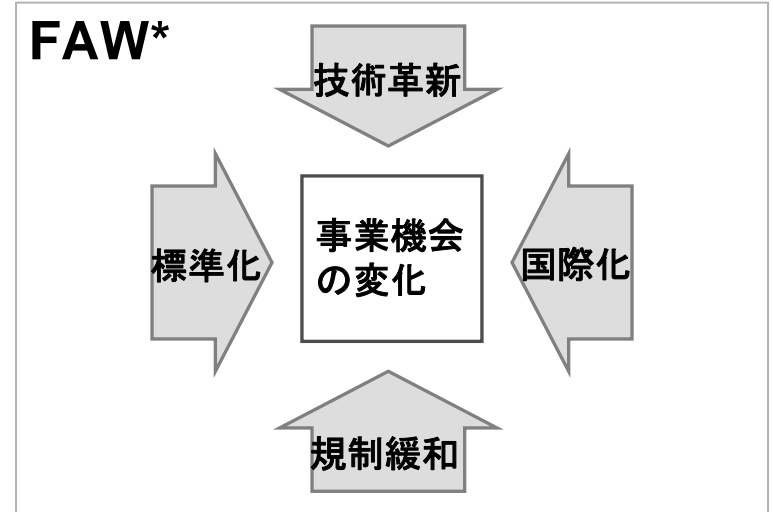 FAW*
技術革新
標準化
事業機会
の変化
国際化
規制緩和